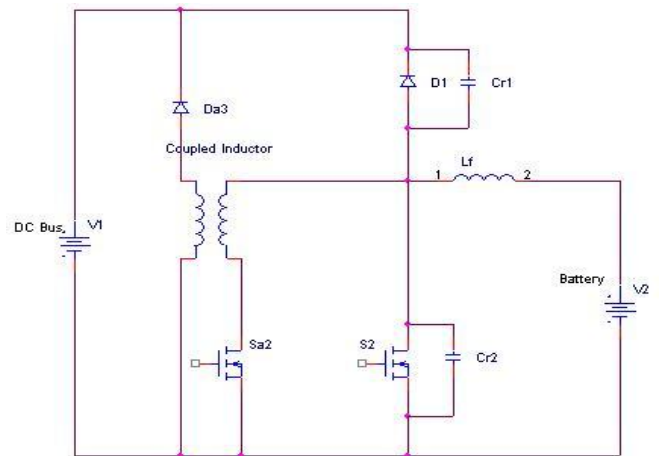 D1
Cr1
Da3
Coupled Inductor
Lf
1
2
DC Bus
V1
Battery
V2
Sa2
S2
Cr2